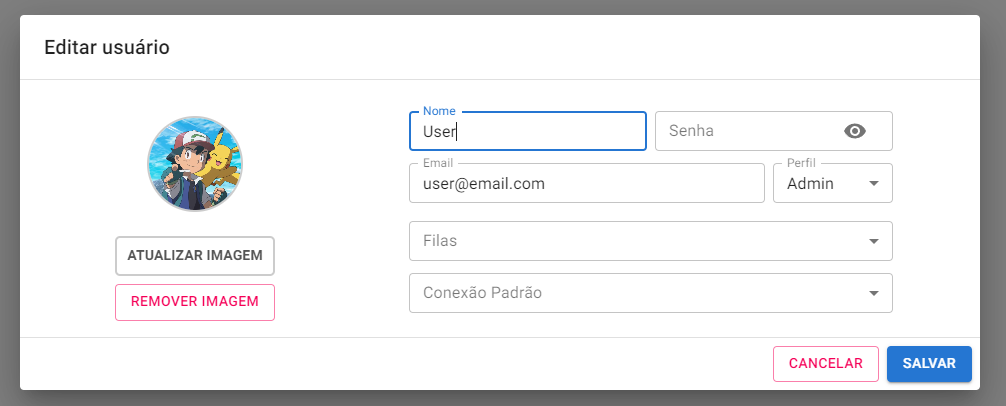 Editar usuário
Nome
User
Senha
Email
user@email.com
Perfil
Admin
ATUALIZAR IMAGEM
REMOVER IMAGEM
Filas
Conexão Padrão
CANCELAR
SALVAR